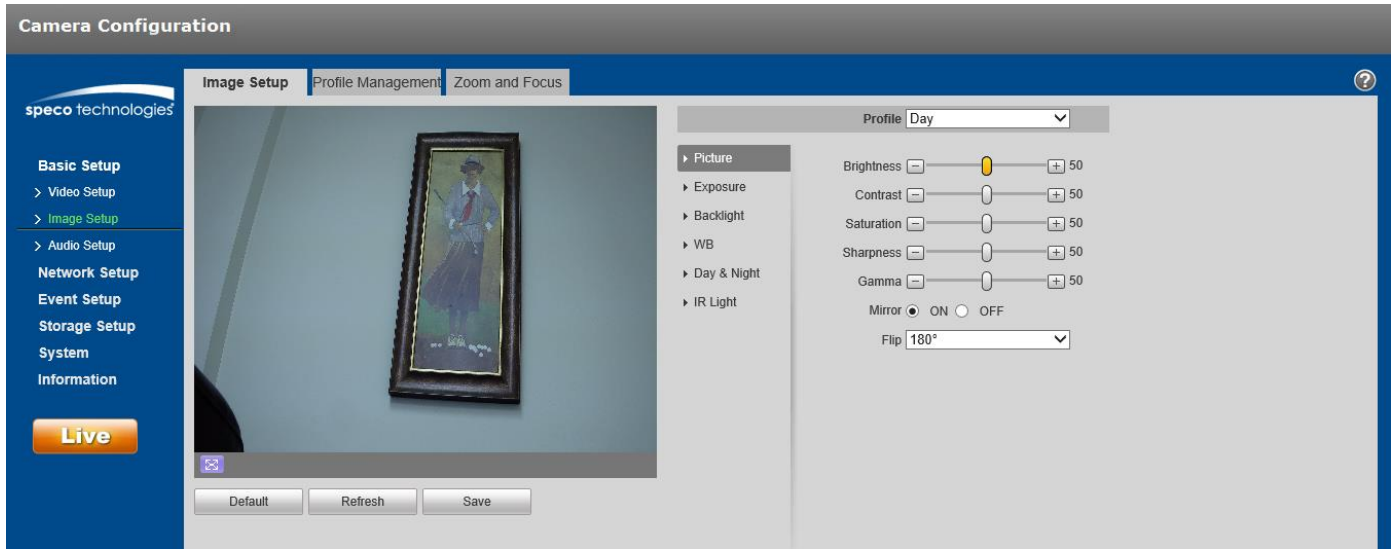 Camera Configuration
Image Setup Profile Management Zoom and Focus ?
speco technologies
Basic Setup
> Video Setup
> Image Setup
> Audio Setup
Network Setup
Event Setup
Storage Setup
System
Information
Live
Default Refresh Save
Profile Day
Picture
Exposure
Backlight
WB
Day & Night
IR Light
Brightness - + 50
Contrast - + 50
Saturation - + 50
Sharpness - + 50
Gamma - + 50
Mirror ON OFF
Flip 180°